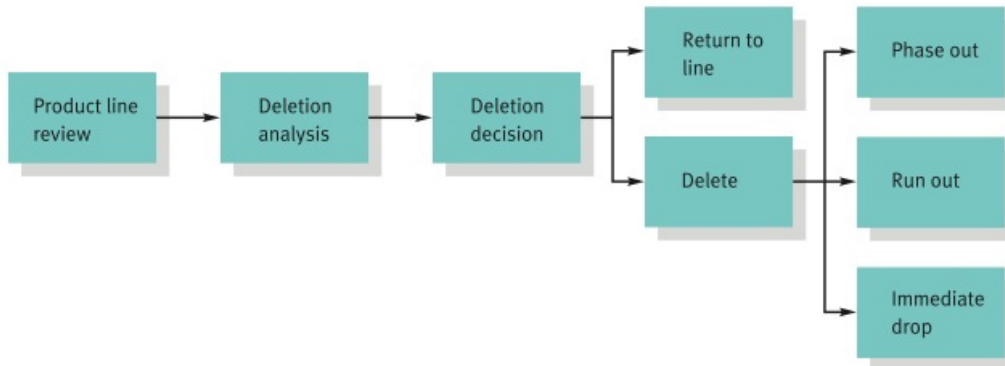 Product line
review
Deletion
analysis
Deletion
decision
Return to
line
Delete
Phase out
Run out
Immediate
drop